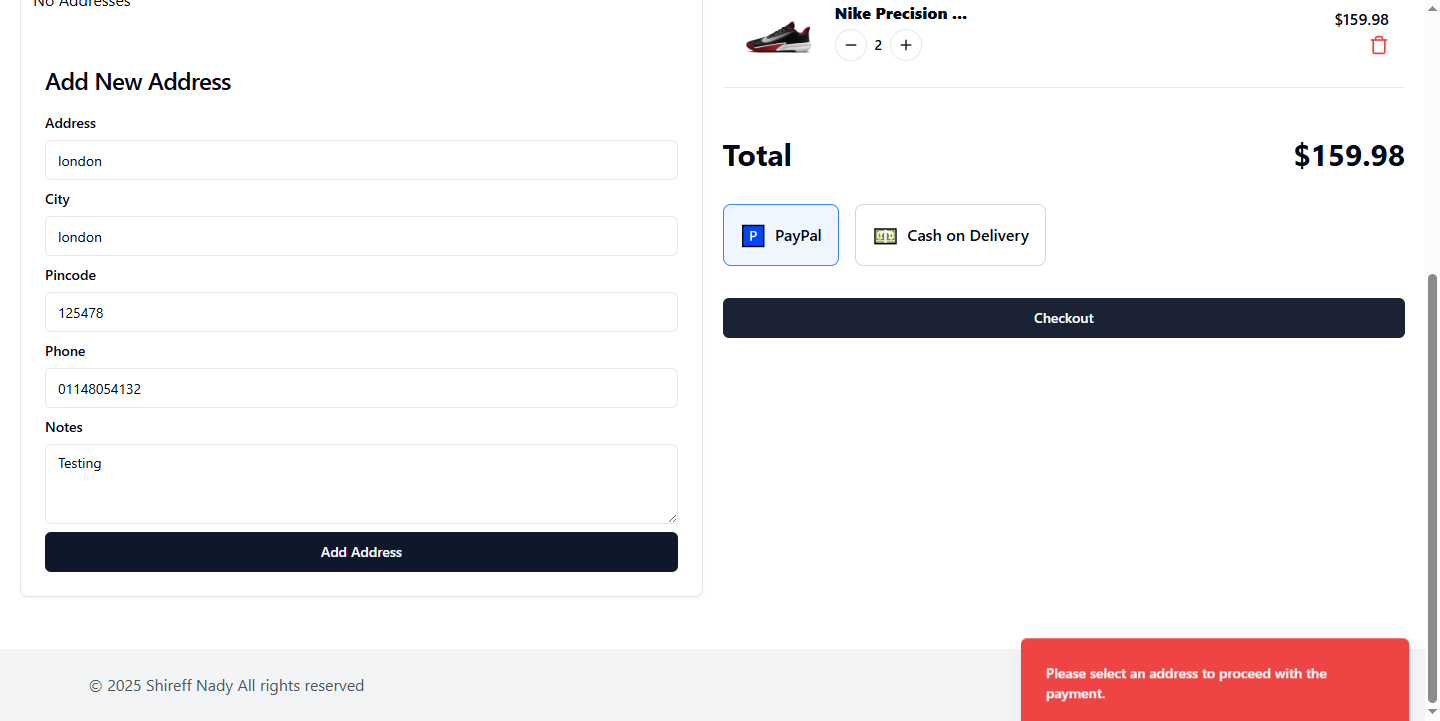 No Addresses
Add New Address
Address
london
City
london
Pincode
125478
Phone
01148054132
Notes
Testing
Add Address
Nike Precision ...
$159.98
2
Total
$159.98
P PayPal
Cash on Delivery
Checkout
© 2025 Shireff Nady All rights reserved
Please select an address to proceed with the
payment.